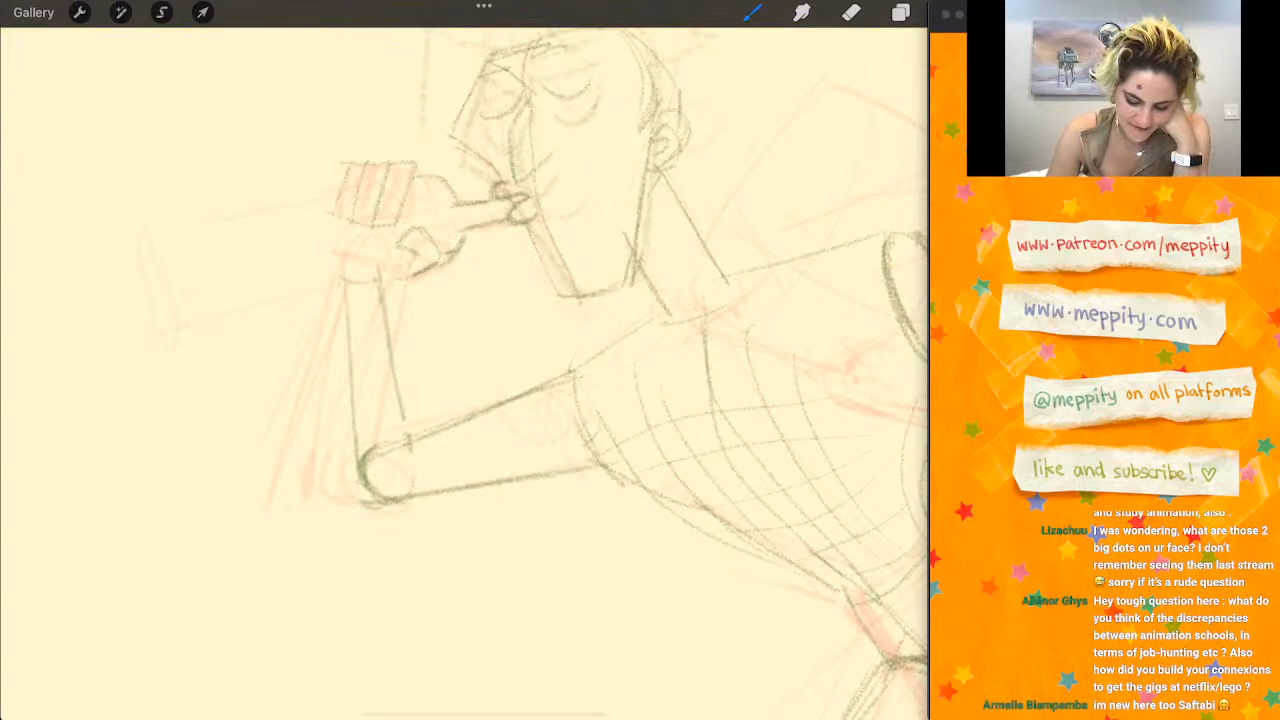 Gallery
www.patreon.com/meppity
www.meppity.com
@meppity on all platforms
like and subscribe!
and study animation, also :
Lizachuu I was wondering, what are those 2
big dots on ur face? I don't
remember seeing them last stream
😅 sorry if it's a rude question
Aliénor Ghys Hey tough question here : what do
you think of the discrepancies
between animation schools, in
terms of job-hunting etc ? Also
how did you build your connexions
to get the gigs at netflix/lego ?
Armelle Biampamba im new here too Saftabi 🤗